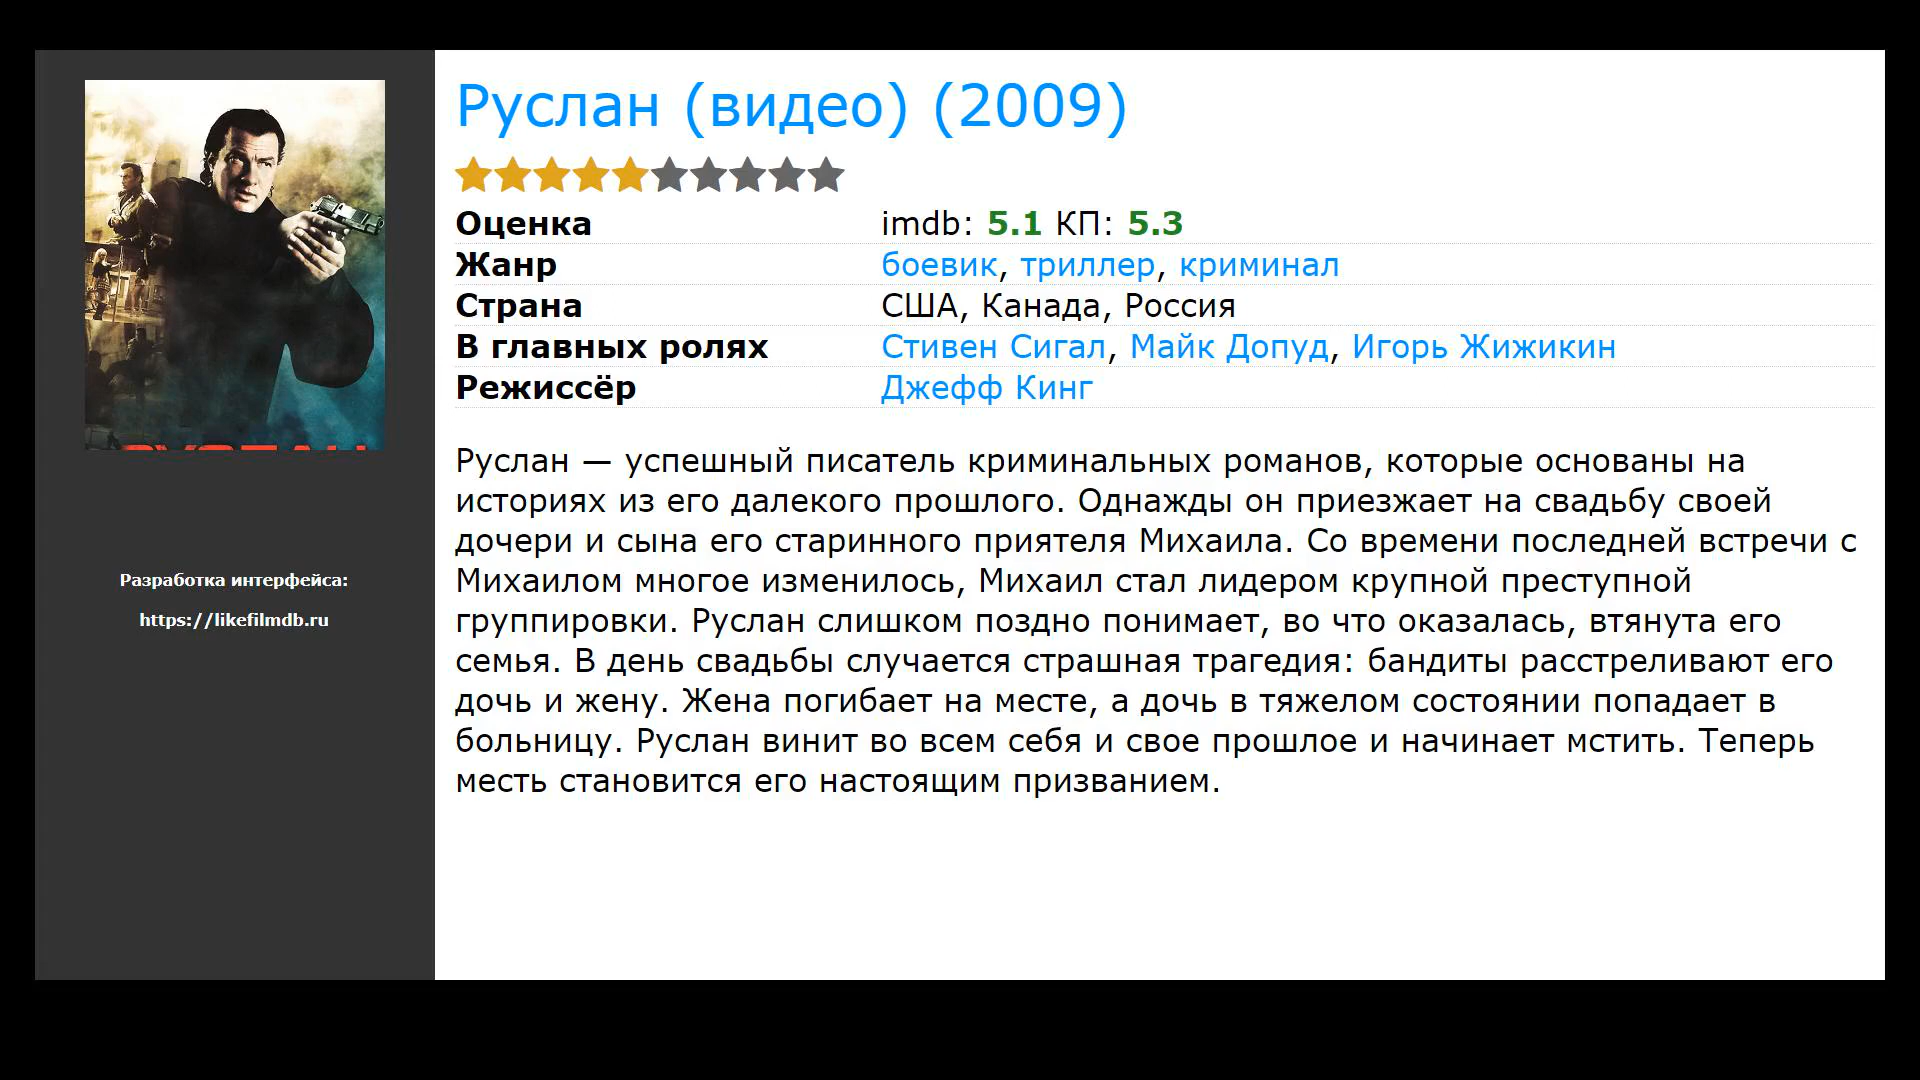 Руслан (видео) (2009)
Оценка imdb: 5.1 КП: 5.3
Жанр боевик, триллер, криминал
Страна США, Канада, Россия
В главных ролях Стивен Сигал, Майк Допуд, Игорь Жижикин
Режиссёр Джефф Кинг
Руслан — успешный писатель криминальных романов, которые основаны на
историях из его далекого прошлого. Однажды он приезжает на свадьбу своей
дочери и сына его старинного приятеля Михаила. Со времени последней встречи с
Михаилом многое изменилось, Михаил стал лидером крупной преступной
группировки. Руслан слишком поздно понимает, во что оказалась, втянута его
семья. В день свадьбы случается страшная трагедия: бандиты расстреливают его
дочь и жену. Жена погибает на месте, а дочь в тяжелом состоянии попадает в
больницу. Руслан винит во всем себя и свое прошлое и начинает мстить. Теперь
месть становится его настоящим призванием.
Разработка интерфейса:
https://likefilmdb.ru